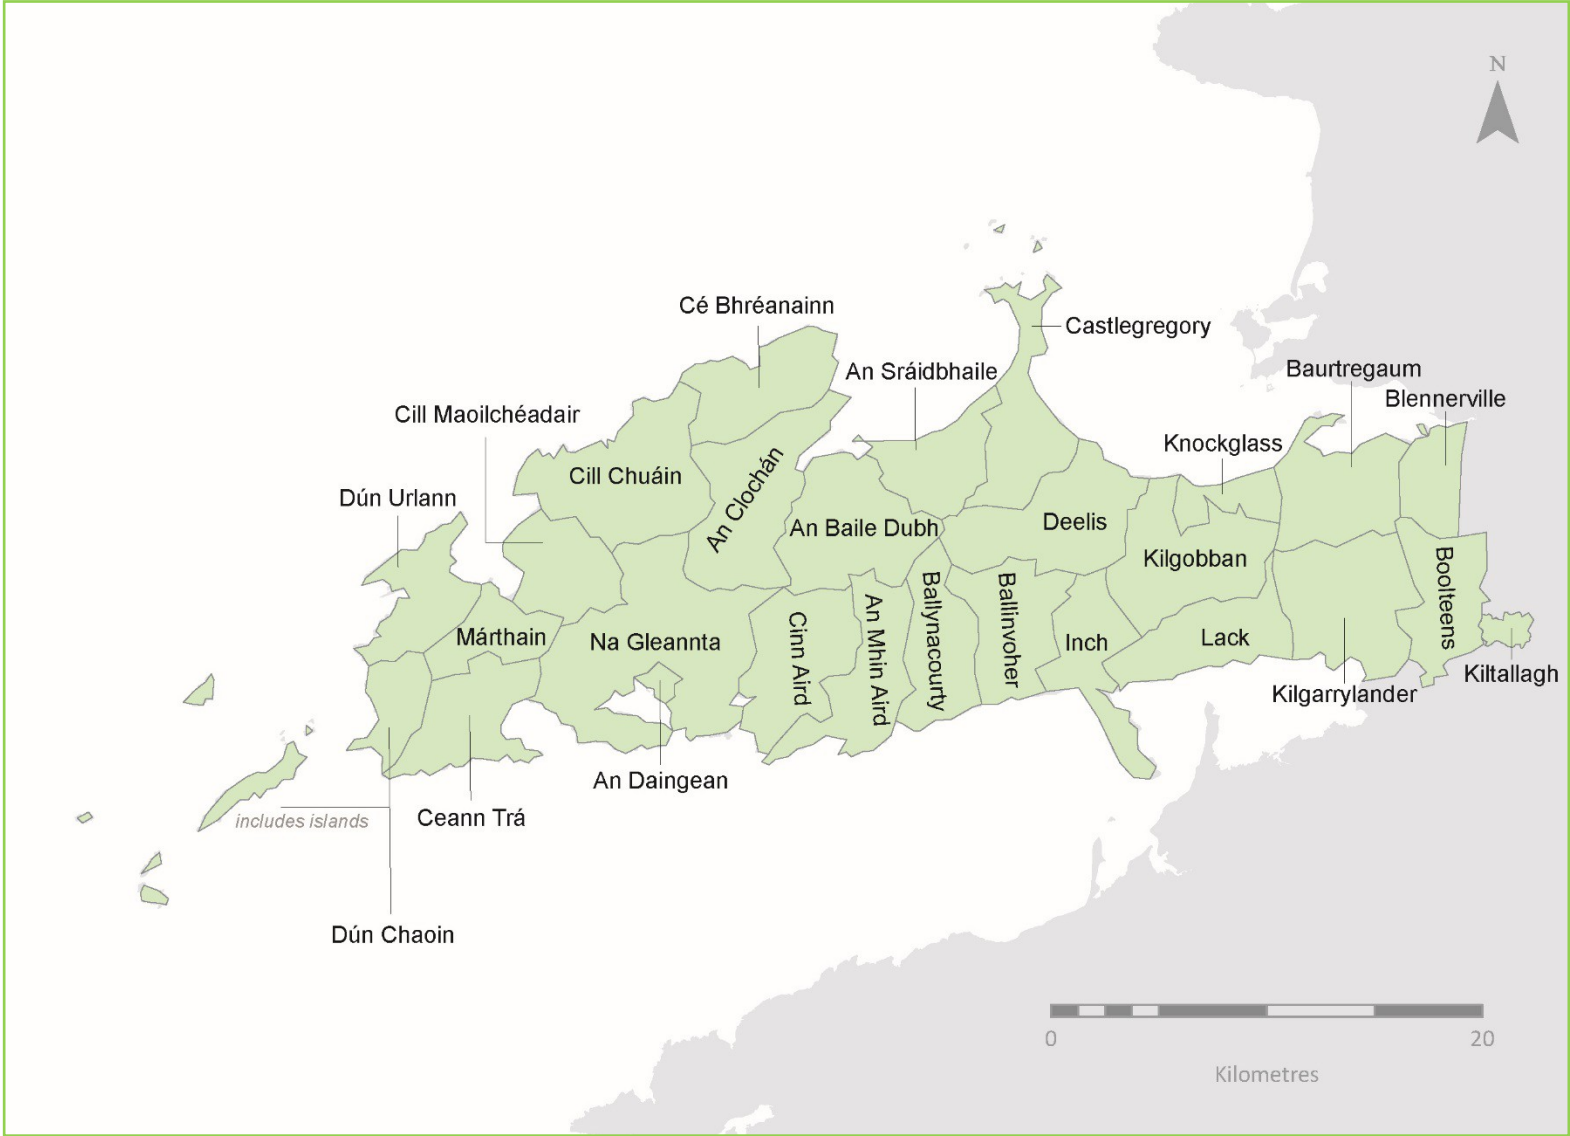 N
Cé Bhréanainn
Castlegregory
An Sráidbhaile
Baurtregaum
Blennerville
Cill Maoilchéadair
Knockglass
Cill Chuáin
Dún Urlann
An Clochán
An Baile Dubh
Deelis
Kilgobban
Boolteens
Márthain
Na Gleannta
Cinn Aird
An Mhin Aird
Ballynacourty
Ballinvoher
Inch
Lack
Kiltallagh
Kilgarrylander
An Daingean
Ceann Trá
includes islands
Dún Chaoin
0 20
Kilometres